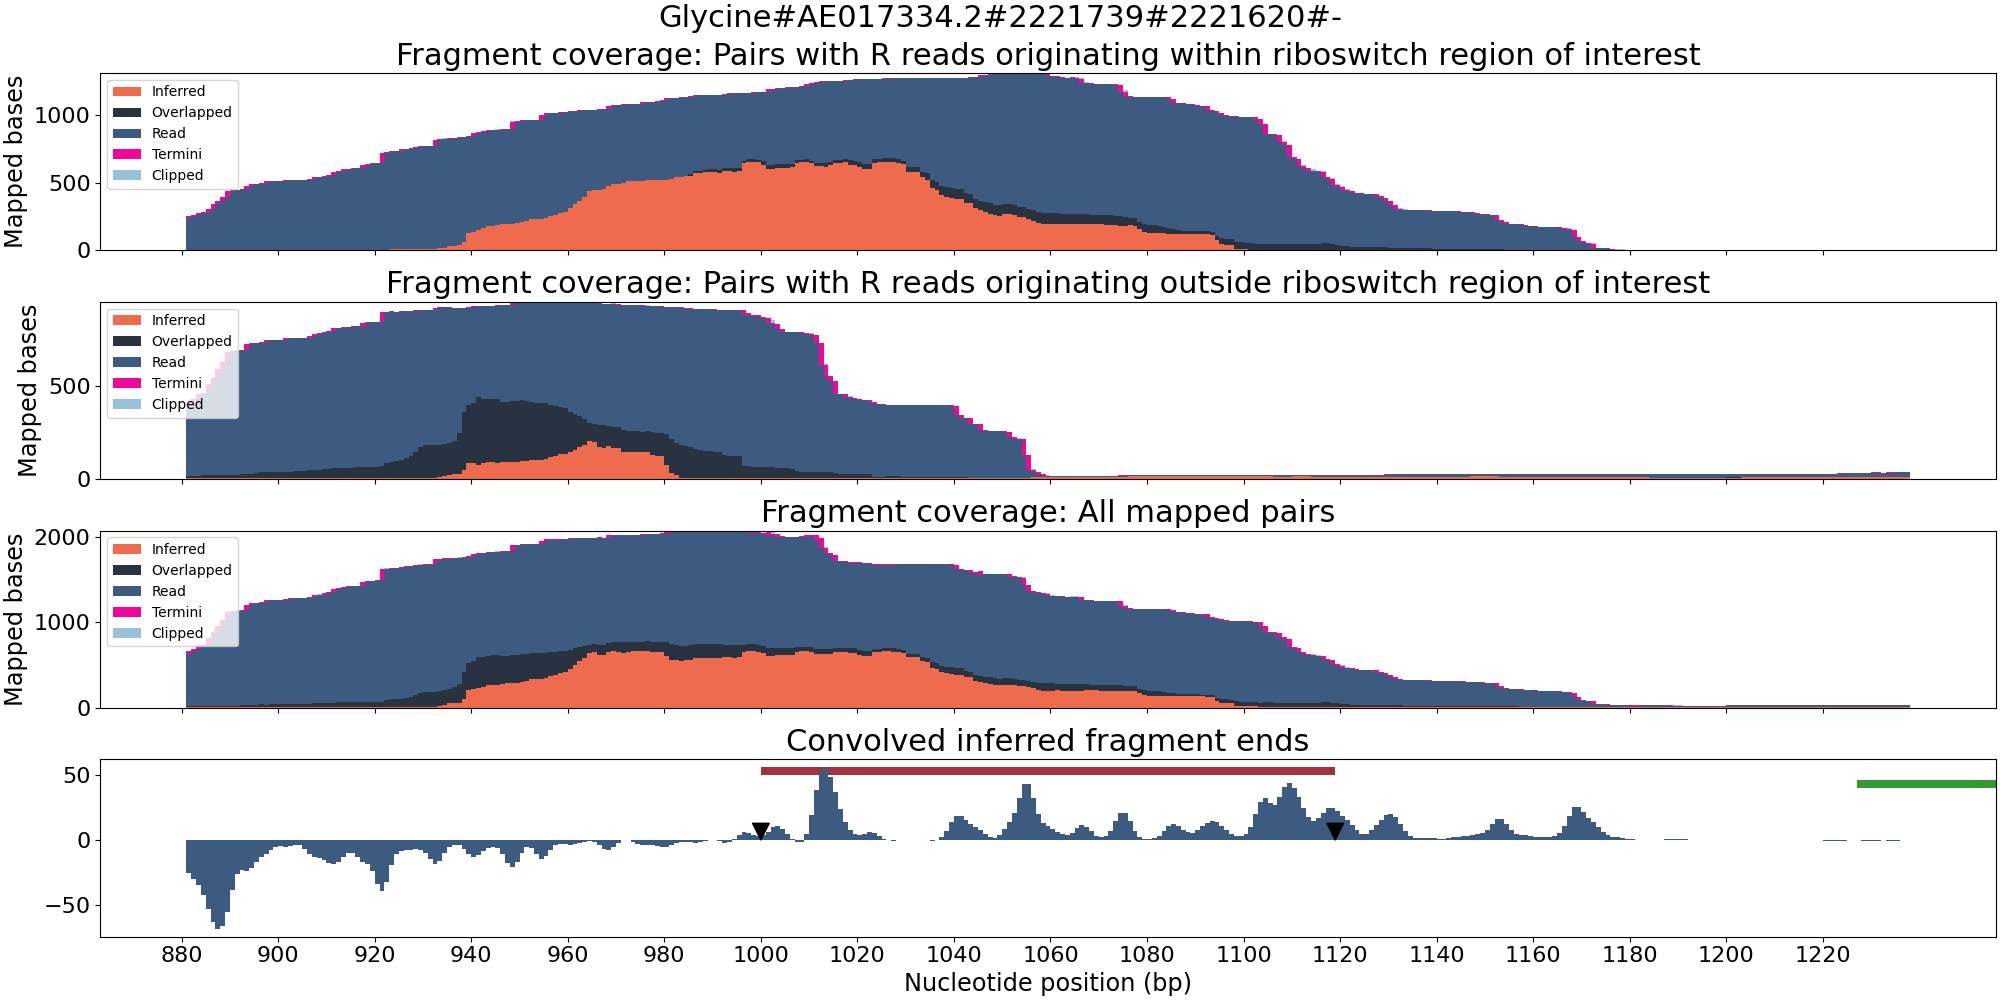 Glycine#AE017334.2#2221739#2221620#-
Fragment coverage: Pairs with R reads originating within riboswitch region of interest
Mapped bases
1000
500
0
Inferred
Overlapped
Read
Termini
Clipped
Fragment coverage: Pairs with R reads originating outside riboswitch region of interest
Mapped bases
500
0
Inferred
Overlapped
Read
Termini
Clipped
Fragment coverage: All mapped pairs
Mapped bases
2000
1000
0
Inferred
Overlapped
Read
Termini
Clipped
Convolved inferred fragment ends
50
0
−50
880 900 920 940 960 980 1000 1020 1040 1060 1080 1100 1120 1140 1160 1180 1200 1220
Nucleotide position (bp)